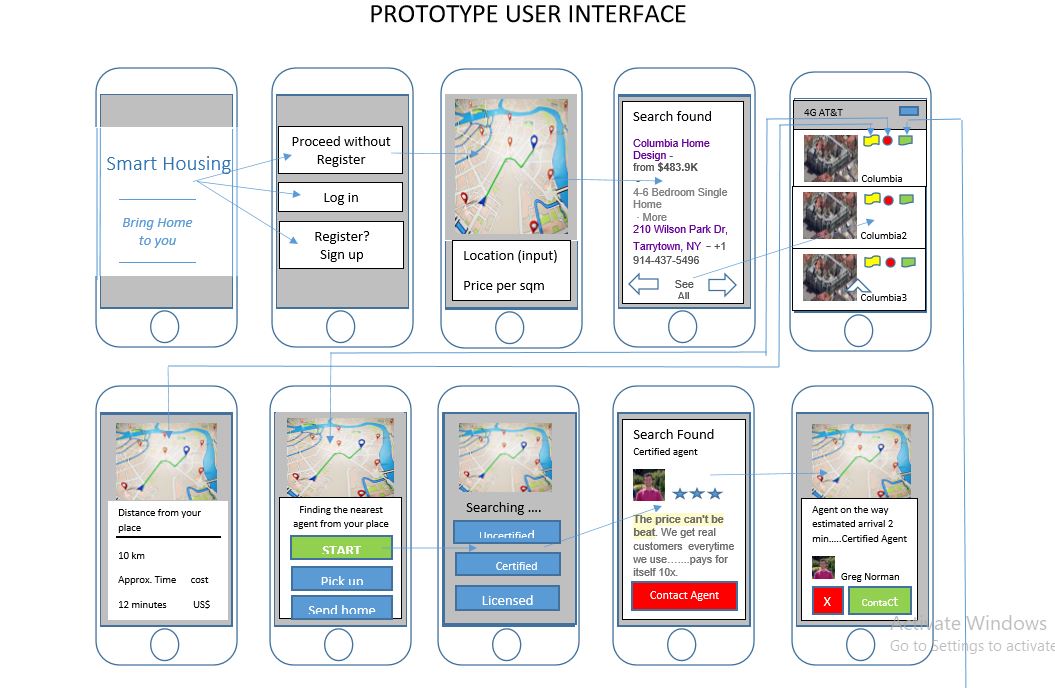 PROTOTYPE USER INTERFACE
Smart Housing
Bring Home
to you
Proceed without
Register
Log in
Register?
Sign up
Location (input)
Price per sqm
Search found
Columbia Home
Design -
from $483.9K
-
4-6 Bedroom Single
Home
· More
210 Wilson Park Dr,
Tarrytown, NY - +1
914-437-5496
See
All
4G AT&T
Columbia
Columbia2
Columbia3
Distance from your
place
10 km
Approx. Time cost
12 minutes US$
Finding the nearest
agent from your place
START
Pick up
Send home
Searching ....
Uncertified
Certified
Licensed
Search Found
Certified agent
The price can't be
beat. We get real
customers everytime
we use.......pays for
itself 10x.
Contact Agent
Agent on the way
estimated arrival 2
min.....Certified Agent
Greg Norman
X
Contact
Activate Windows
Go to Settings to activate